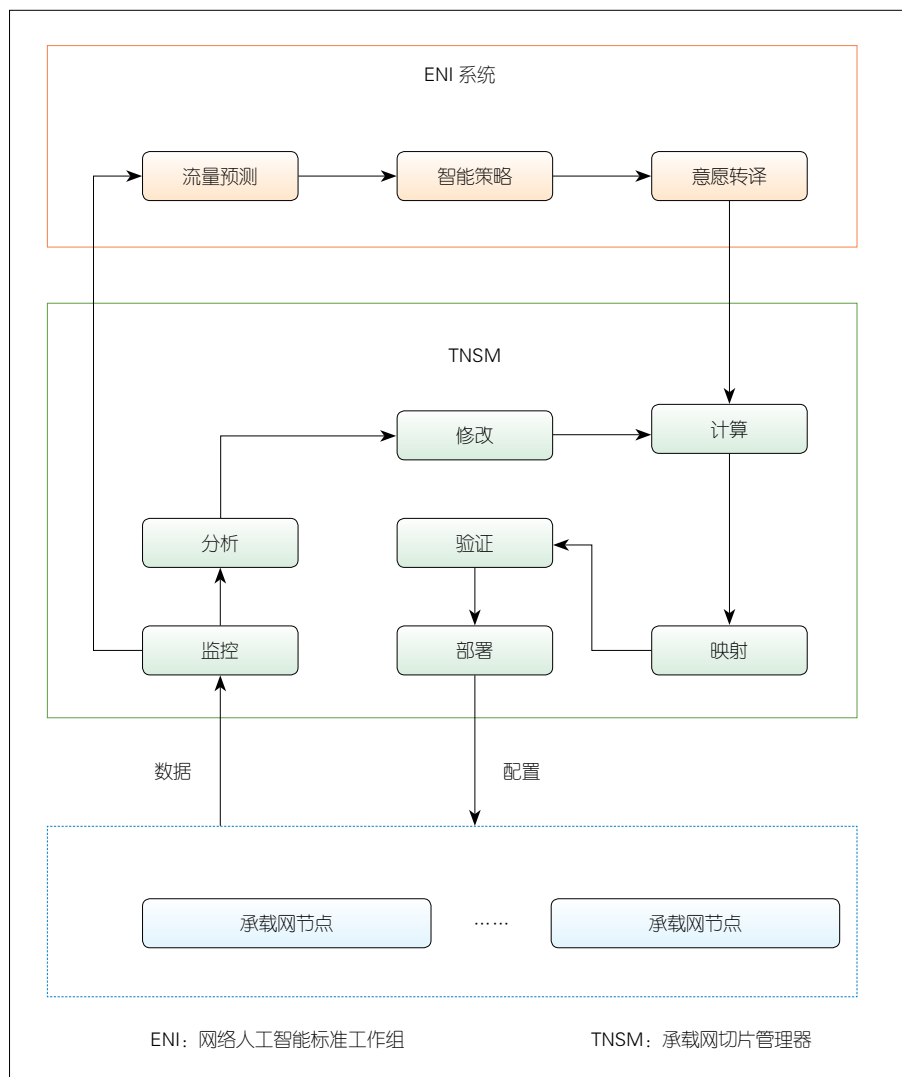 ENI 系统
流量预测
智能策略
意愿转译
TNSM
修改
计算
分析
验证
监控
部署
映射
数据
配置
承载网节点
……
承载网节点
ENI：网络人工智能标准工作组
TNSM：承载网切片管理器